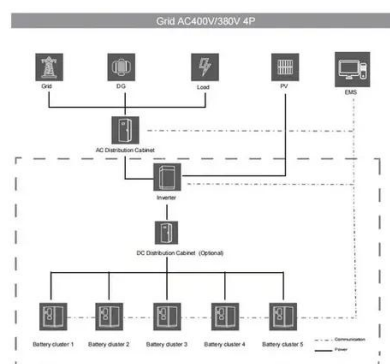 Grid AC400V/380V 4P
Grid
DG
Load
PV
EMS
AC Distribution Cabinet
Inverter
DC Distribution Cabinet (Optional)
Battery cluster 1
Battery cluster 2
Battery cluster 3
Battery cluster 4
Battery cluster 5
Communication
Power